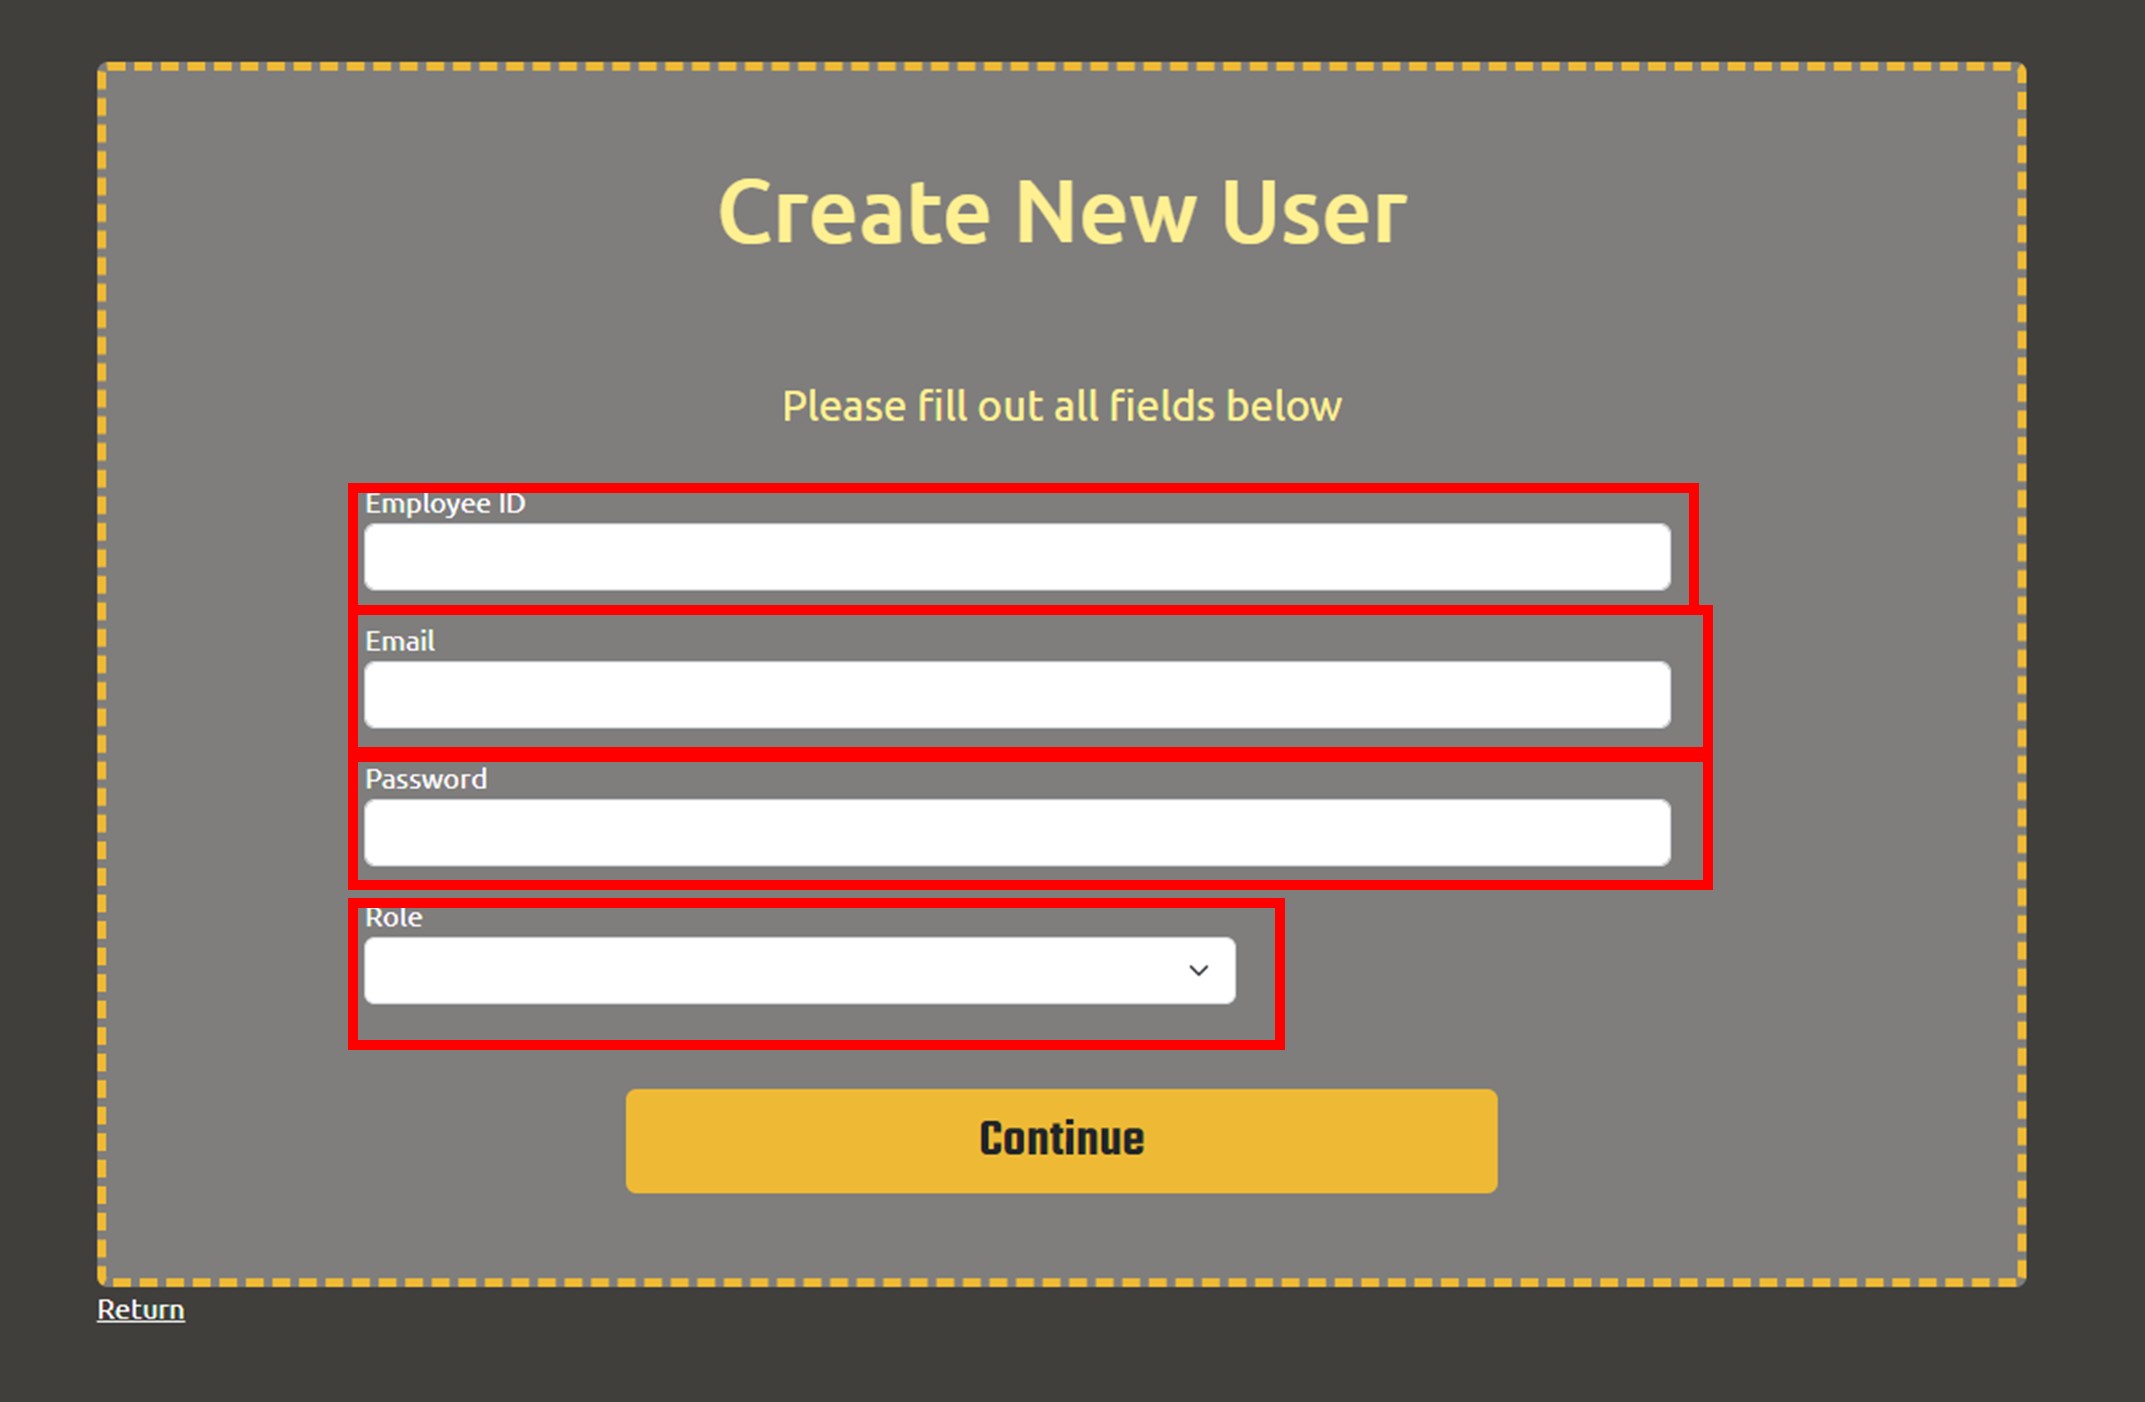 Create New User
Please fill out all fields below
Employee ID
Email
Password
Role
Continue
Return